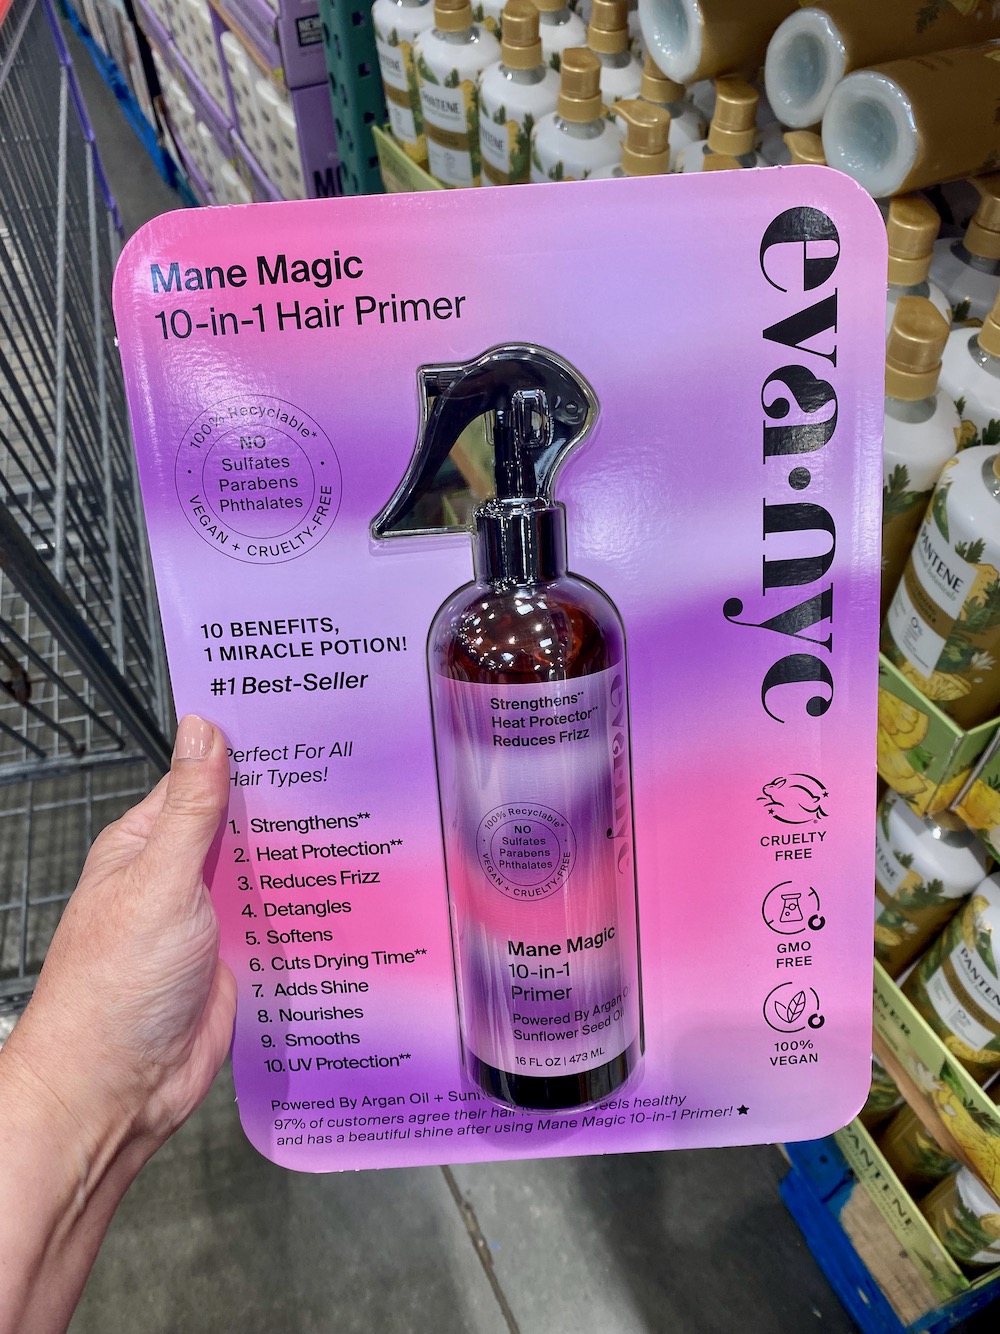 Mane Magic
10-in-1 Hair Primer
eva·nyc
100% Recyclable*
NO
Sulfates
Parabens
Phthalates
VEGAN + CRUELTY-FREE
10 BENEFITS,
1 MIRACLE POTION!
#1 Best-Seller
Perfect For All
Hair Types!
1. Strengthens**
2. Heat Protection**
3. Reduces Frizz
4. Detangles
5. Softens
6. Cuts Drying Time**
7. Adds Shine
8. Nourishes
9. Smooths
10. UV Protection**
Powered By Argan Oil +
97% of customers agree their hair feels healthy
and has a beautiful shine after using Mane Magic 10-in-1 Primer! ★
Strengthens**
Heat Protector**
Reduces Frizz
eva nyc
100% Recyclable*
NO
Sulfates
Parabens
Phthalates
VEGAN + CRUELTY-FREE
Mane Magic
10-in-1
Primer
Powered By Argan
Sunflower Seed Oil
16 FL OZ | 473 ML
CRUELTY
FREE
GMO
FREE
100%
VEGAN
PANTENE
PANTENE
PANTENE
PANTENE